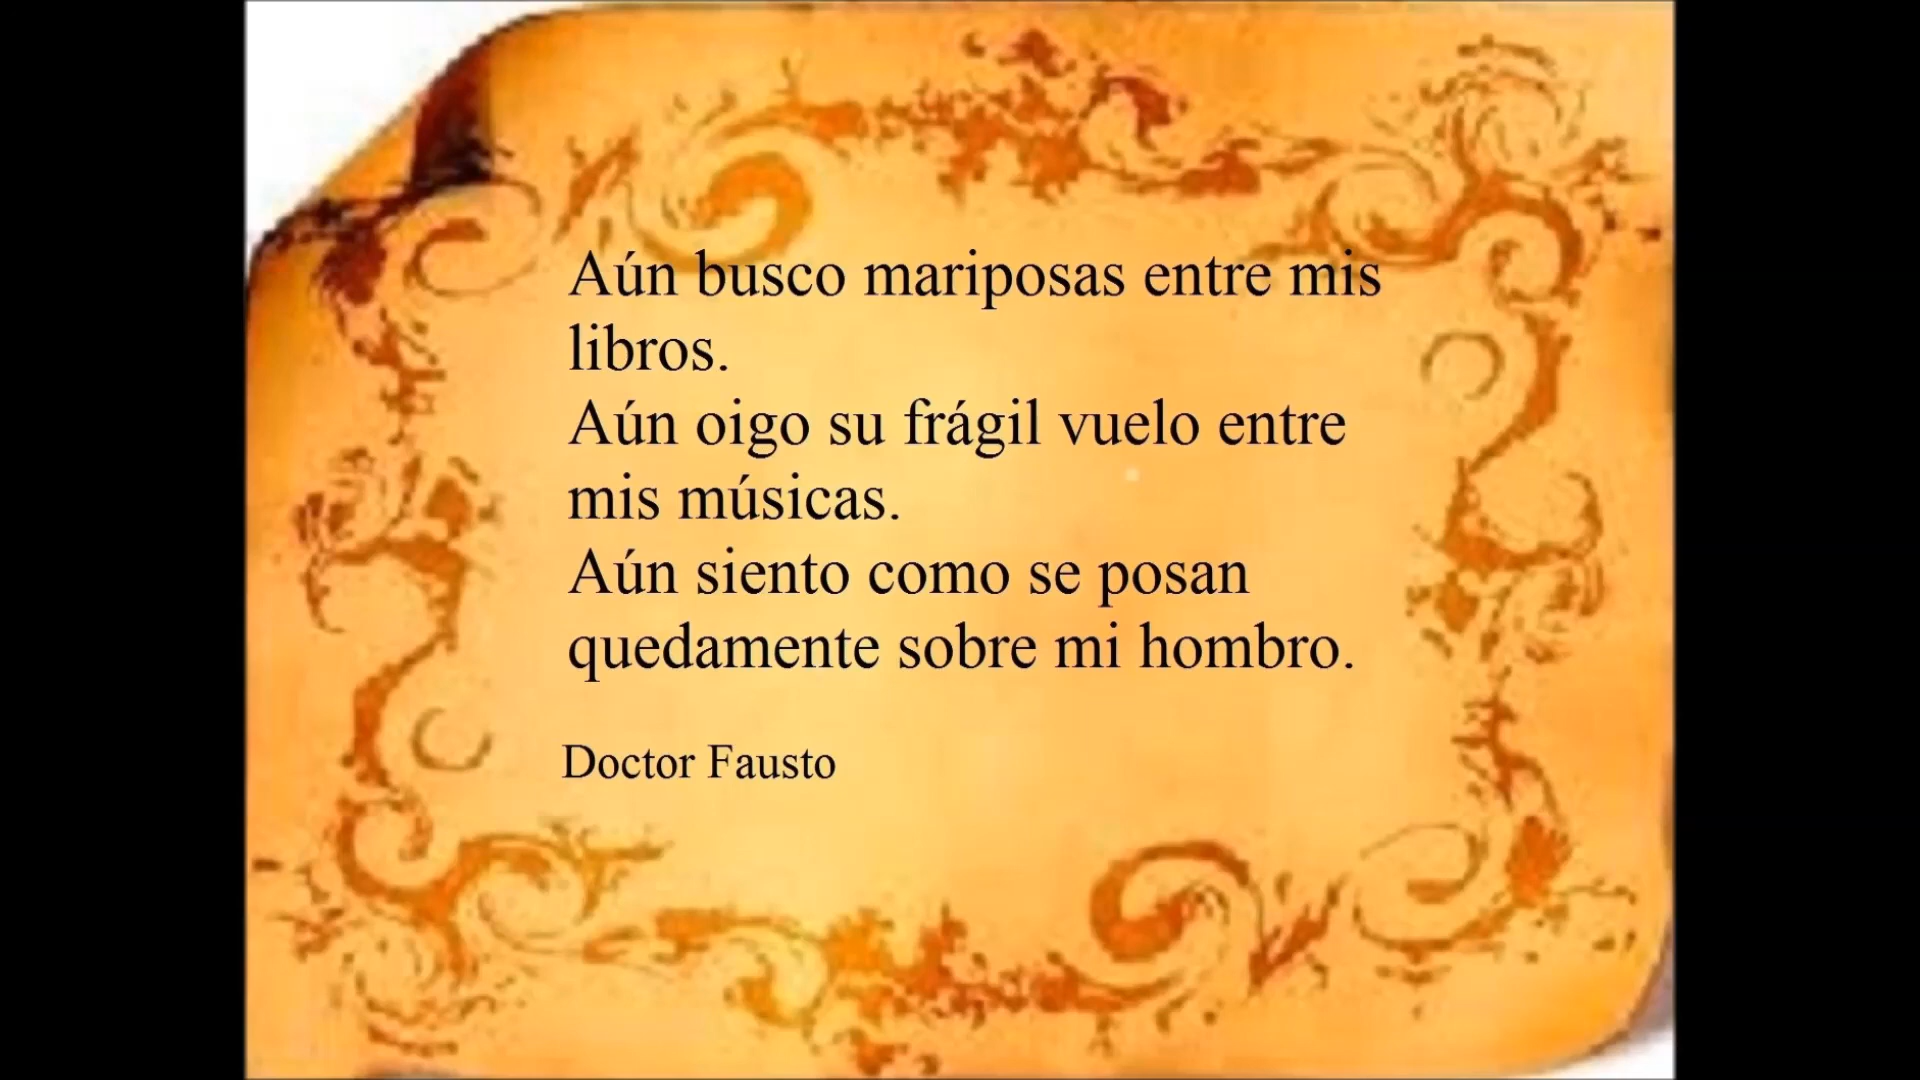 Aún busco mariposas entre mis
libros.
Aún oigo su frágil vuelo entre
mis músicas.
Aún siento como se posan
quedamente sobre mi hombro.
Doctor Fausto